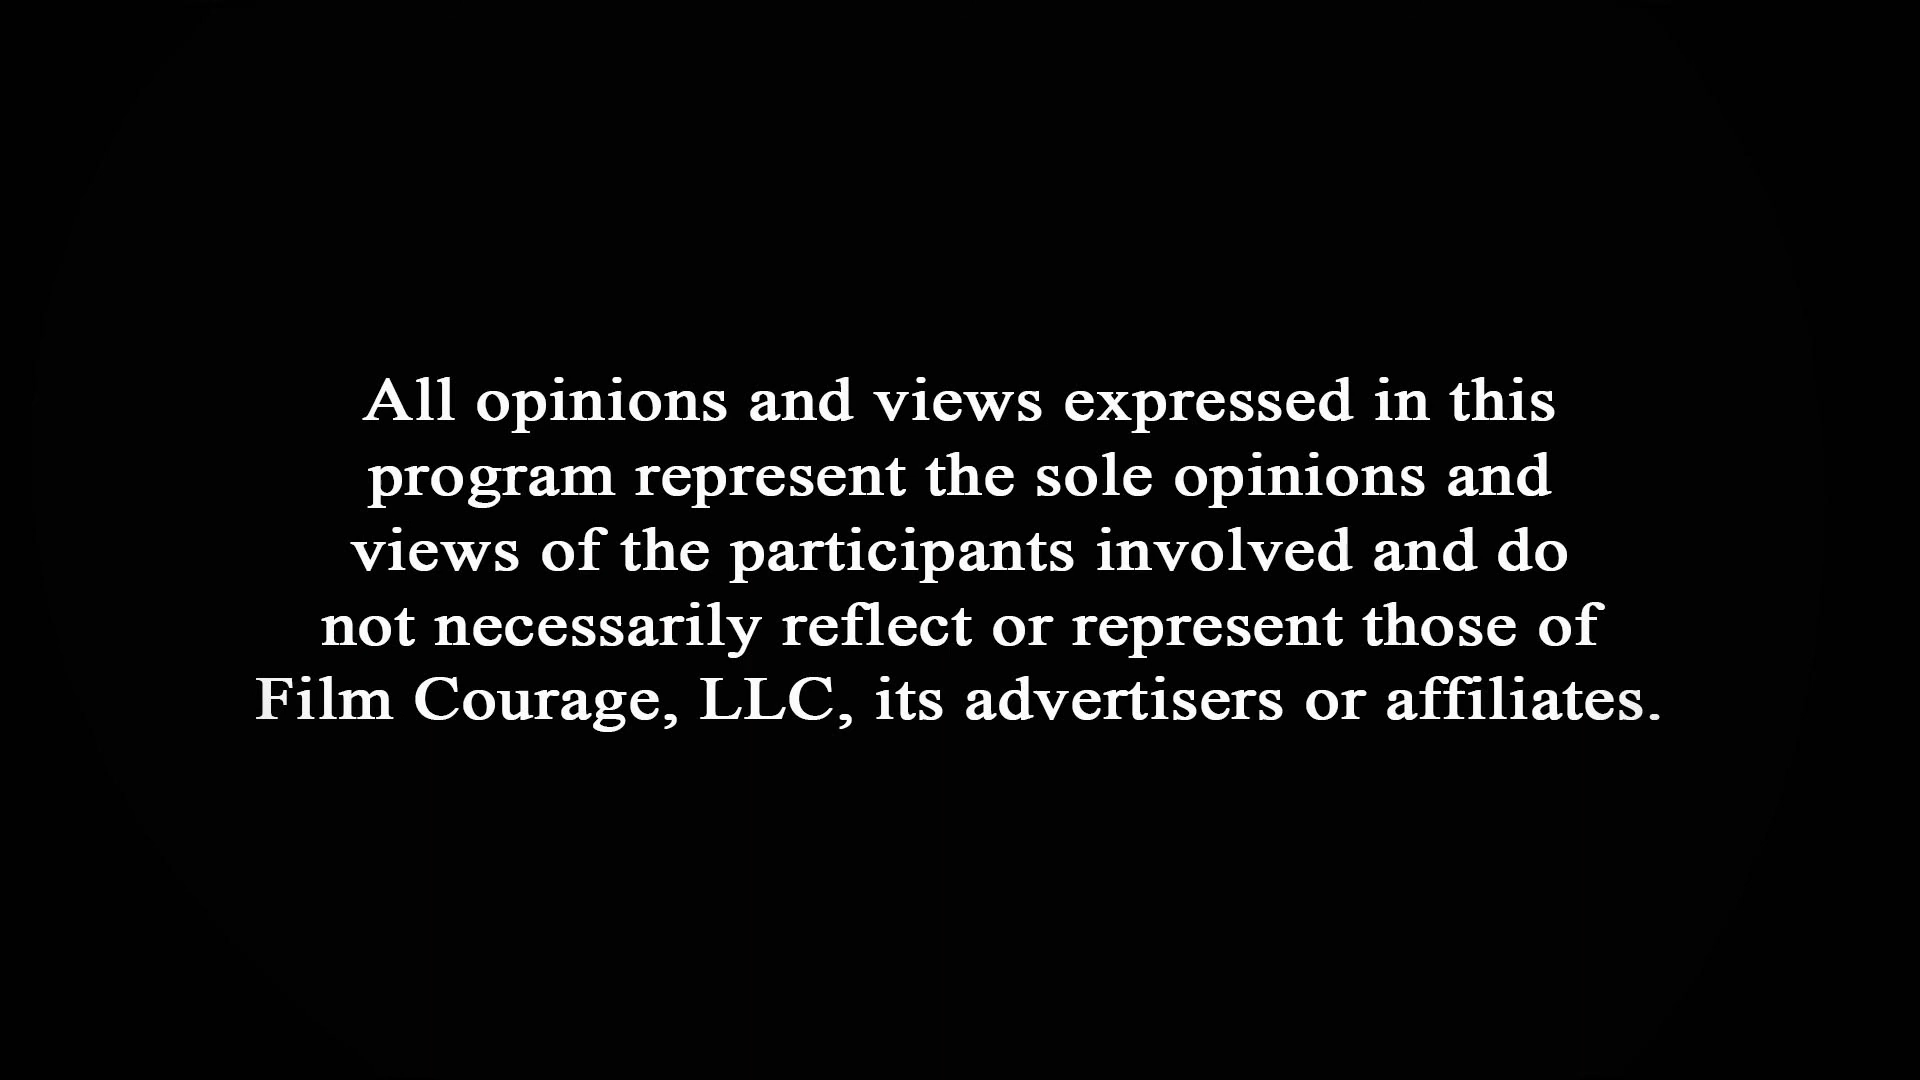 All opinions and views expressed in this
program represent the sole opinions and
views of the participants involved and do
not necessarily reflect or represent those of
Film Courage, LLC, its advertisers or affiliates.